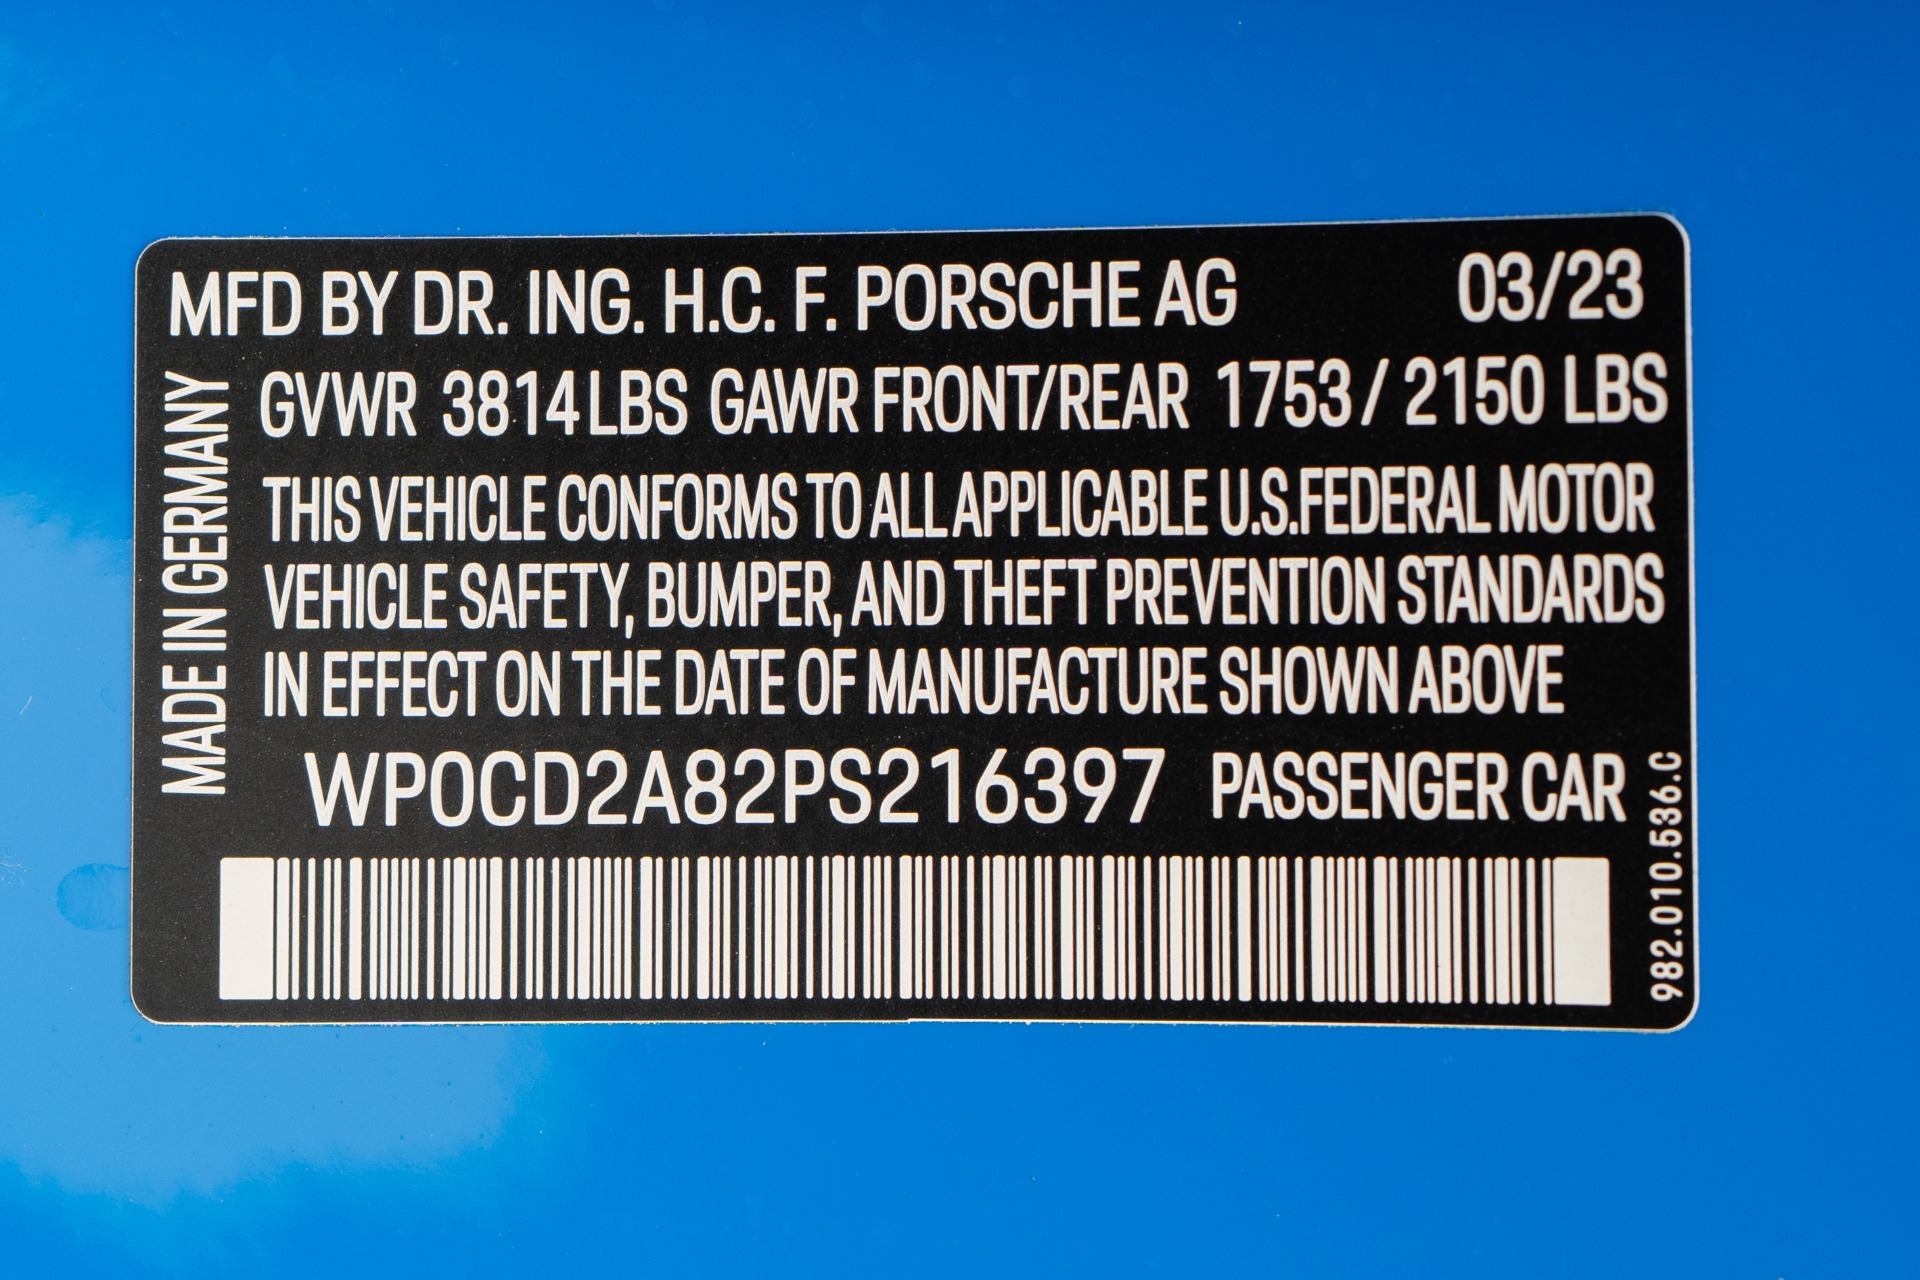 MFD BY DR. ING. H.C. F. PORSCHE AG 03/23
MADE IN GERMANY
GVWR 3814 LBS GAWR FRONT/REAR 1753 / 2150 LBS
THIS VEHICLE CONFORMS TO ALL APPLICABLE U.S.FEDERAL MOTOR
VEHICLE SAFETY, BUMPER, AND THEFT PREVENTION STANDARDS
IN EFFECT ON THE DATE OF MANUFACTURE SHOWN ABOVE
WP0CD2A82PS216397 PASSENGER CAR
982.010.536.C